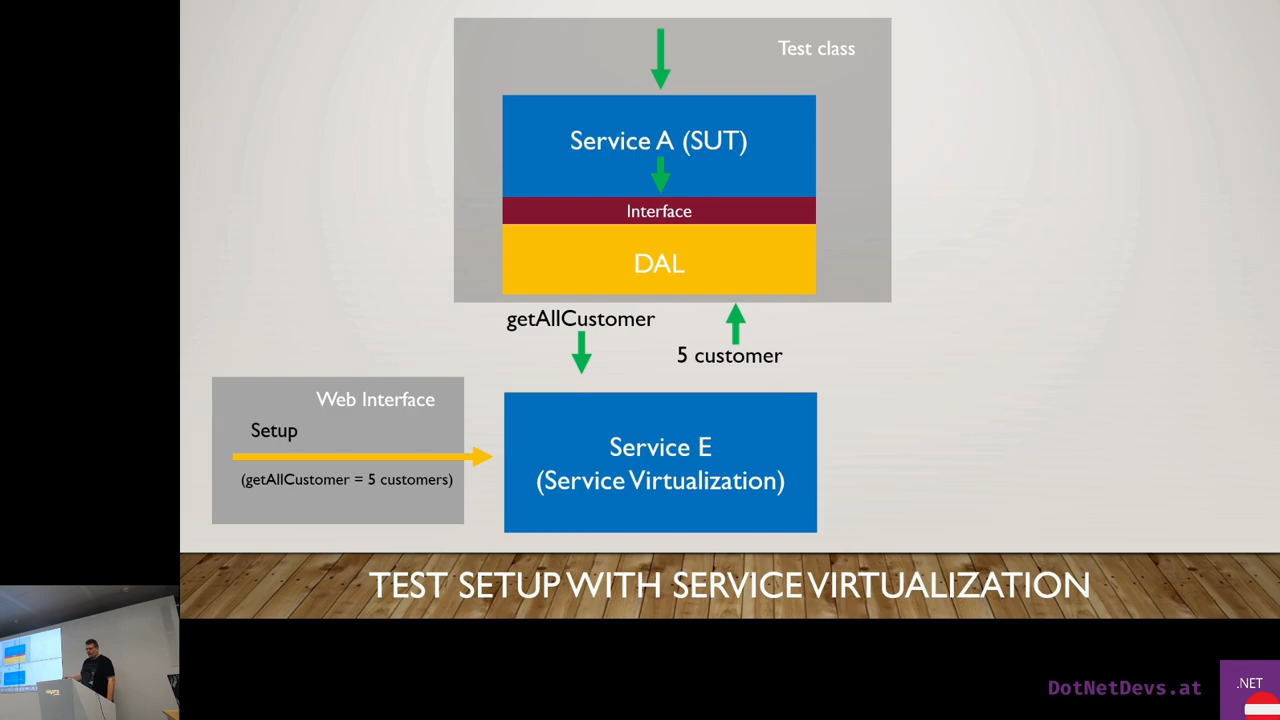 Test class
Service A (SUT)
Interface
DAL
getAllCustomer
5 customer
Web Interface
Setup
(getAllCustomer = 5 customers)
Service E
(Service Virtualization)
TEST SETUP WITH SERVICE VIRTUALIZATION
DotNetDevs.at
.NET